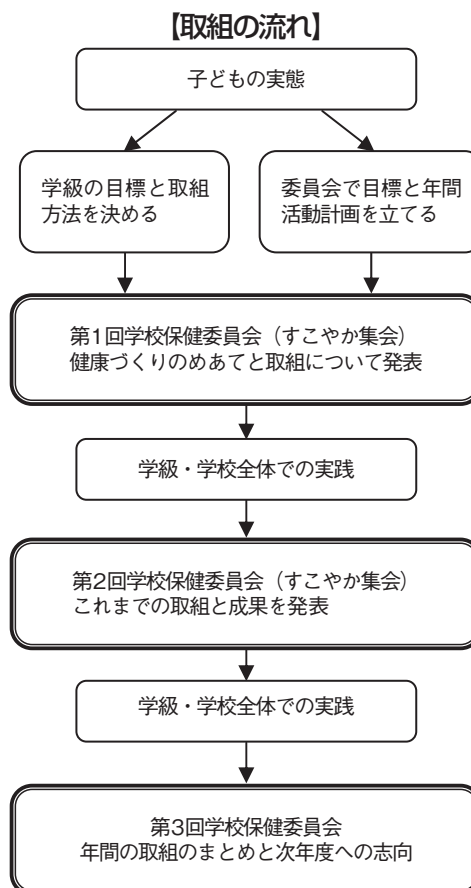 【取組の流れ】
子どもの実態
学級の目標と取組
方法を決める
委員会で目標と年間
活動計画を立てる
第1回学校保健委員会（すこやか集会）
健康づくりのめあてと取組について発表
学級・学校全体での実践
第2回学校保健委員会（すこやか集会）
これまでの取組と成果を発表
学級・学校全体での実践
第3回学校保健委員会
年間の取組のまとめと次年度への志向